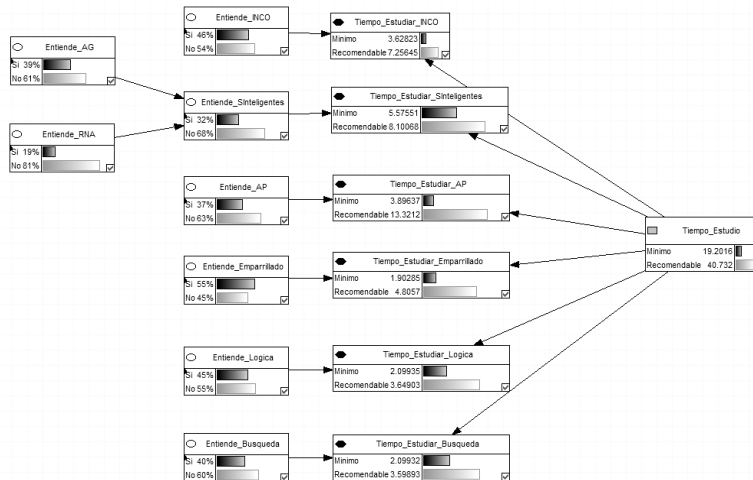 Entiende_INCO
Si 46%
No 54%
Tiempo_Estudiar_INCO
Minimo 3.62823
Recomendable 7.25645
Entiende_AG
Si 39%
No 61%
Entiende_SInteligentes
Si 32%
No 68%
Tiempo_Estudiar_SInteligentes
Minimo 5.57551
Recomendable 8.10068
Entiende_RNA
Si 19%
No 81%
Entiende_AP
Si 37%
No 63%
Tiempo_Estudiar_AP
Minimo 3.89637
Recomendable 13.3212
Tiempo_Estudio
Minimo 19.2016
Recomendable 40.732
Entiende_Emparrillado
Si 55%
No 45%
Tiempo_Estudiar_Emparrillado
Minimo 1.90285
Recomendable 4.8057
Entiende_Logica
Si 45%
No 55%
Tiempo_Estudiar_Logica
Minimo 2.09935
Recomendable 3.64903
Entiende_Busqueda
Si 40%
No 60%
Tiempo_Estudiar_Busqueda
Minimo 2.09932
Recomendable 3.59893